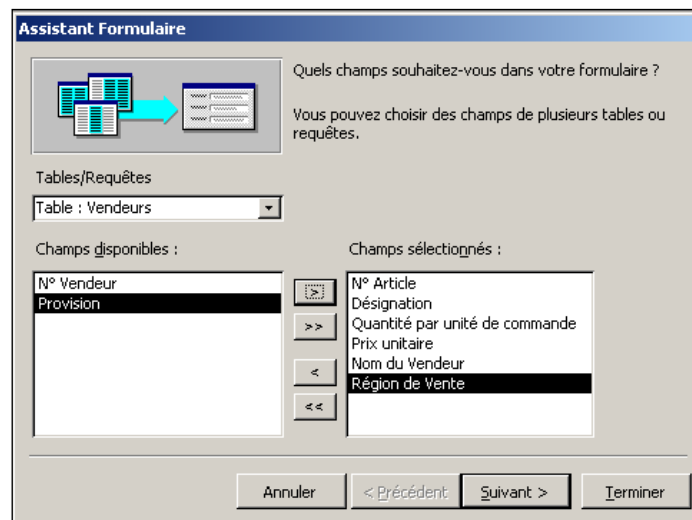 Assistant Formulaire
Quels champs souhaitez-vous dans votre formulaire ?
Vous pouvez choisir des champs de plusieurs tables ou
requêtes.
Tables/Requêtes
Table : Vendeurs
Champs disponibles :
N° Vendeur
Provision
>
>>
<
<<
Champs sélectionnés :
N° Article
Désignation
Quantité par unité de commande
Prix unitaire
Nom du Vendeur
Région de Vente
Annuler
< Précédent
Suivant >
Terminer